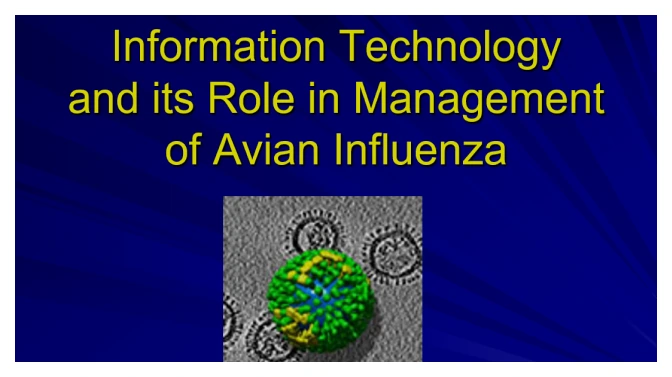 Information Technology
and its Role in Management
of Avian Influenza